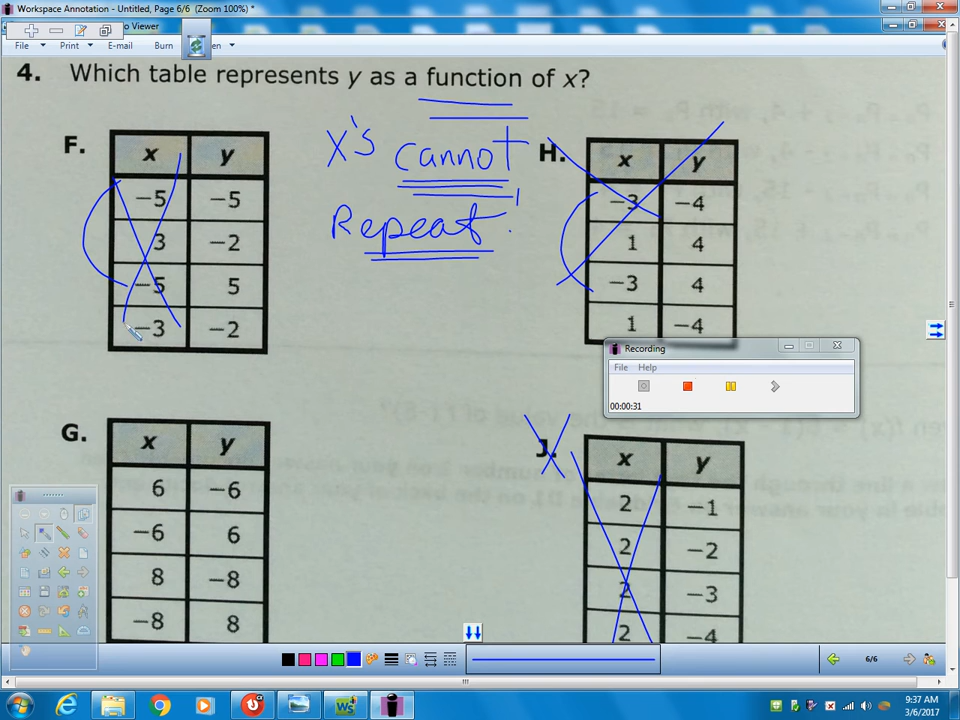 Workspace Annotation - Untitled, Page 6/6 (Zoom 100%) *
o Viewer
File Print E-mail Burn en
4. Which table represents y as a function of x?
X's cannot
Repeat!
F.
x y
−5 −5
3 −2
−5 5
−3 −2
H.
x y
−3 −4
1 4
−3 4
1 −4
Recording
File Help
00:00:31
G.
x y
6 −6
−6 6
8 −8
−8 8
J.
x y
2 −1
2 −2
2 −3
2 −4
6/6
9:37 AM
3/6/2017